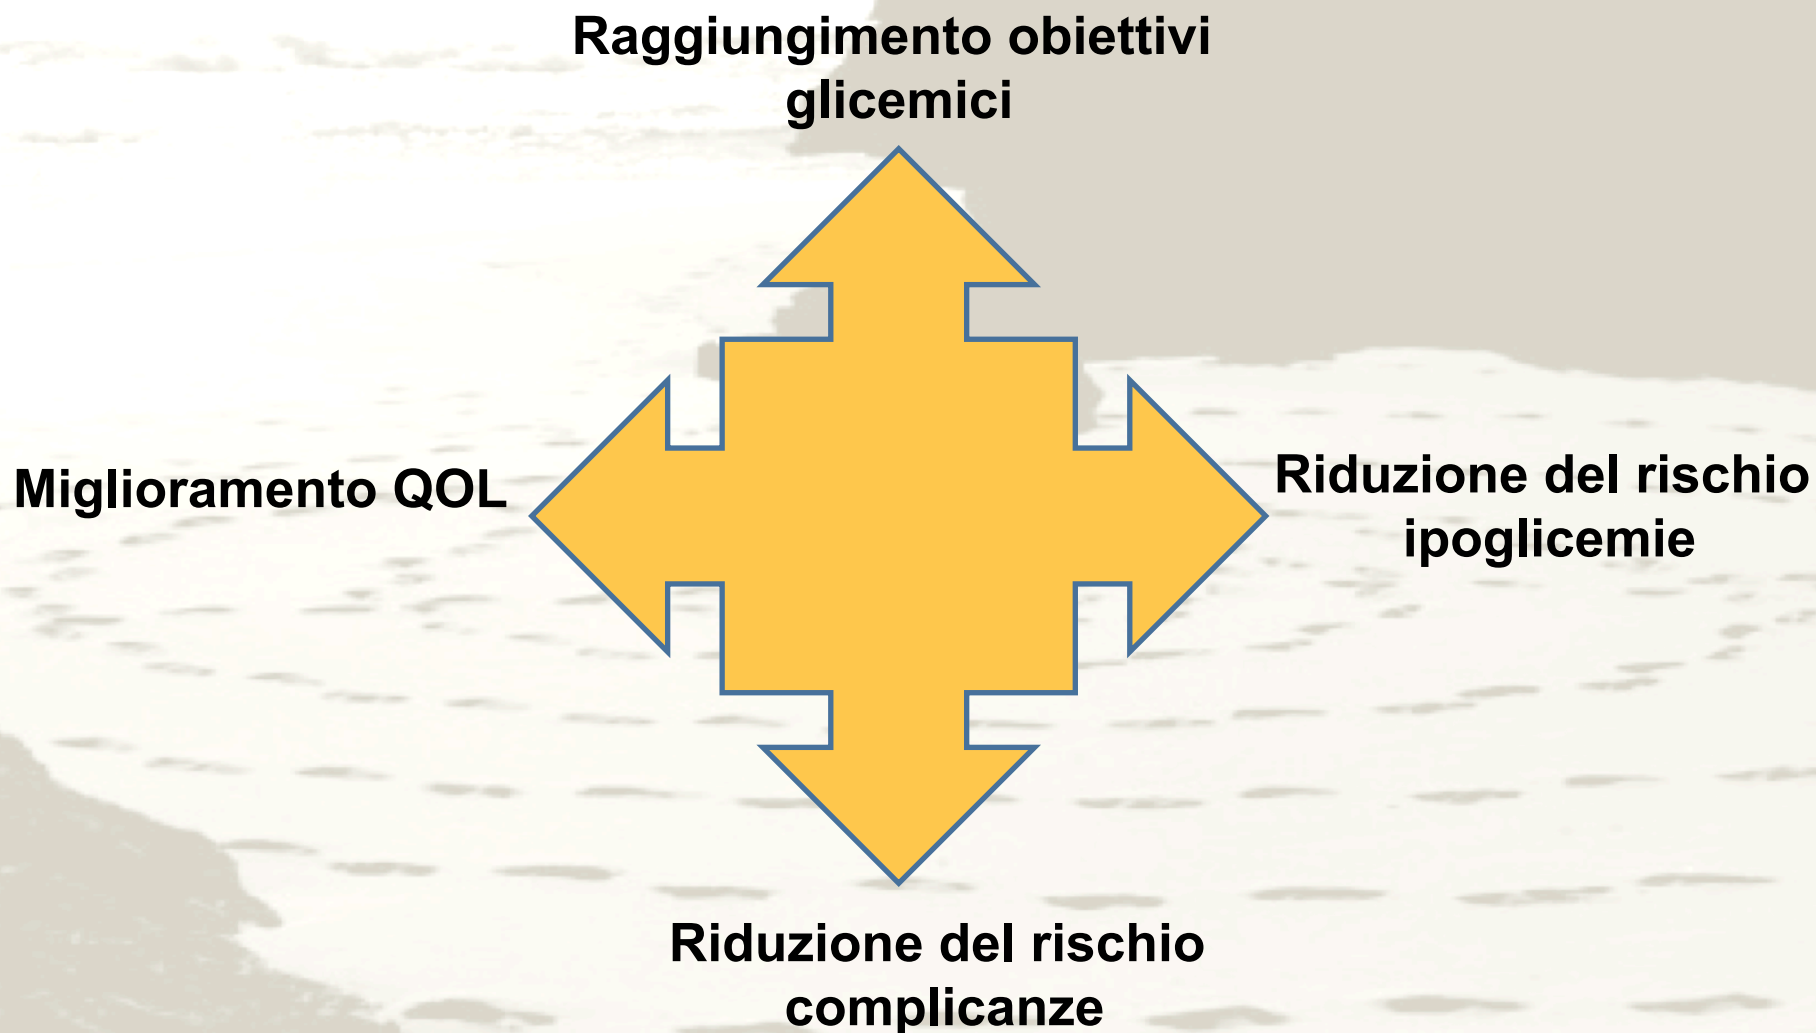 Raggiungimento obiettivi
glicemici
Miglioramento QOL
Riduzione del rischio
ipoglicemie
Riduzione del rischio
complicanze